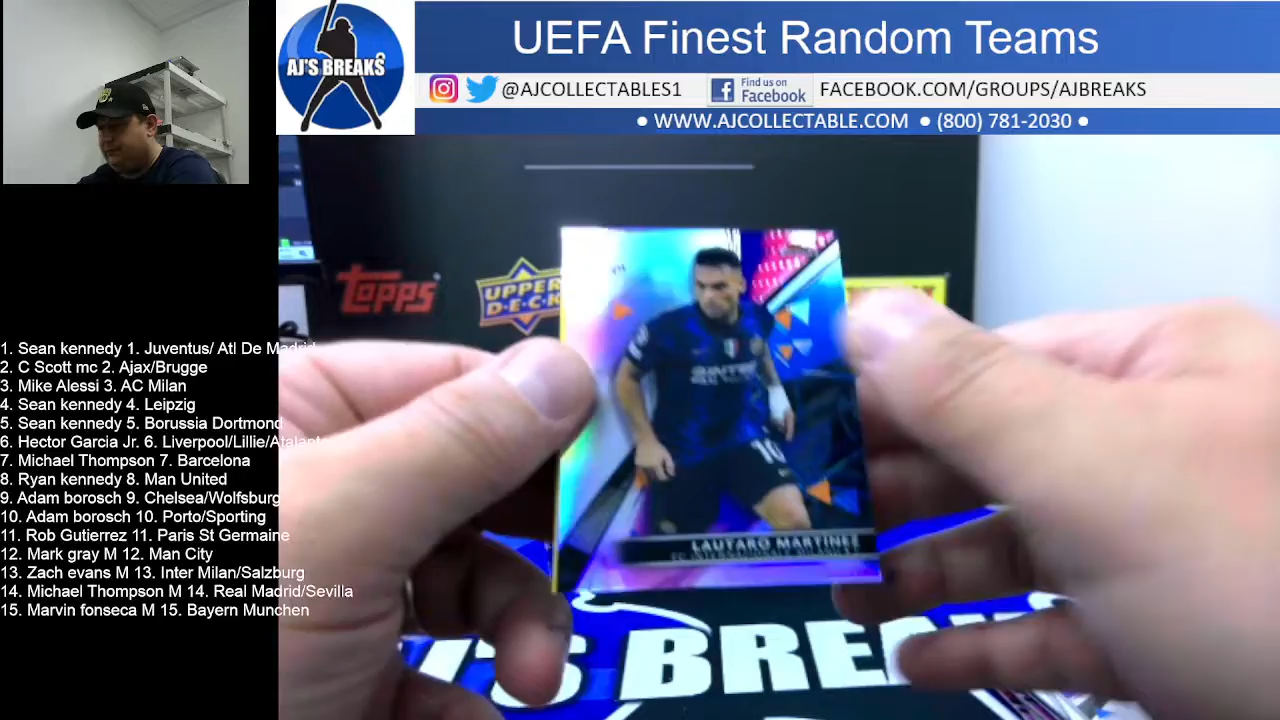 AJ'S BREAKS
UEFA Finest Random Teams
@AJCOLLECTABLES1
Find us on
Facebook
FACEBOOK.COM/GROUPS/AJBREAKS
• WWW.AJCOLLECTABLE.COM • (800) 781-2030 •
TOPPS
UPPER
DECK
LAUTARO MARTINEZ
1. Sean kennedy 1. Juventus/ Atl De Madrid
2. C Scott mc 2. Ajax/Brugge
3. Mike Alessi 3. AC Milan
4. Sean kennedy 4. Leipzig
5. Sean kennedy 5. Borussia Dortmond
6. Hector Garcia Jr. 6. Liverpool/Lillie/Atalanta
7. Michael Thompson 7. Barcelona
8. Ryan kennedy 8. Man United
9. Adam borosch 9. Chelsea/Wolfsburg
10. Adam borosch 10. Porto/Sporting
11. Rob Gutierrez 11. Paris St Germaine
12. Mark gray M 12. Man City
13. Zach evans M 13. Inter Milan/Salzburg
14. Michael Thompson M 14. Real Madrid/Sevilla
15. Marvin fonseca M 15. Bayern Munchen